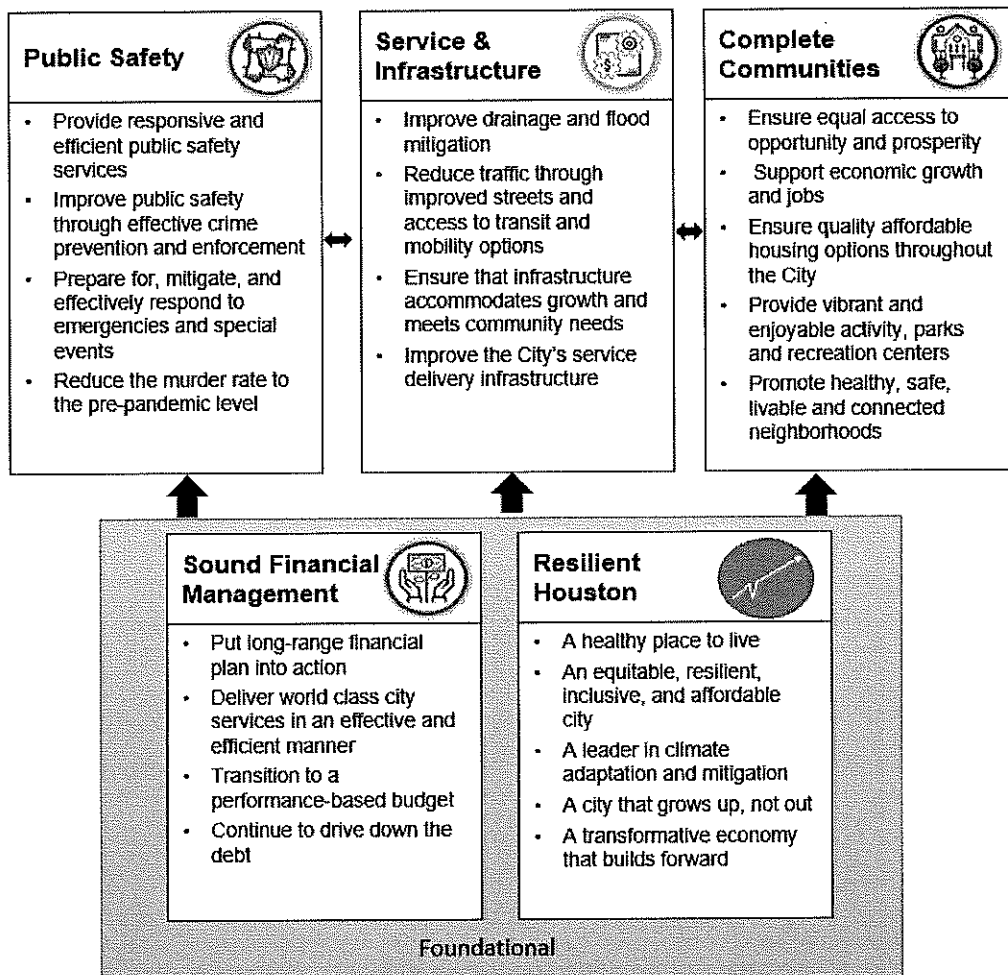 Public Safety
• Provide responsive and
efficient public safety
services
• Improve public safety
through effective crime
prevention and enforcement
• Prepare for, mitigate, and
effectively respond to
emergencies and special
events
• Reduce the murder rate to
the pre-pandemic level
Service &
Infrastructure
• Improve drainage and flood
mitigation
• Reduce traffic through
improved streets and
access to transit and
mobility options
• Ensure that infrastructure
accommodates growth and
meets community needs
• Improve the City's service
delivery infrastructure
Complete
Communities
• Ensure equal access to
opportunity and prosperity
• Support economic growth
and jobs
• Ensure quality affordable
housing options throughout
the City
• Provide vibrant and
enjoyable activity, parks
and recreation centers
• Promote healthy, safe,
livable and connected
neighborhoods
Sound Financial
Management
• Put long-range financial
plan into action
• Deliver world class city
services in an effective and
efficient manner
• Transition to a
performance-based budget
• Continue to drive down the
debt
Resilient
Houston
• A healthy place to live
• An equitable, resilient,
inclusive, and affordable
city
• A leader in climate
adaptation and mitigation
• A city that grows up, not out
• A transformative economy
that builds forward
Foundational